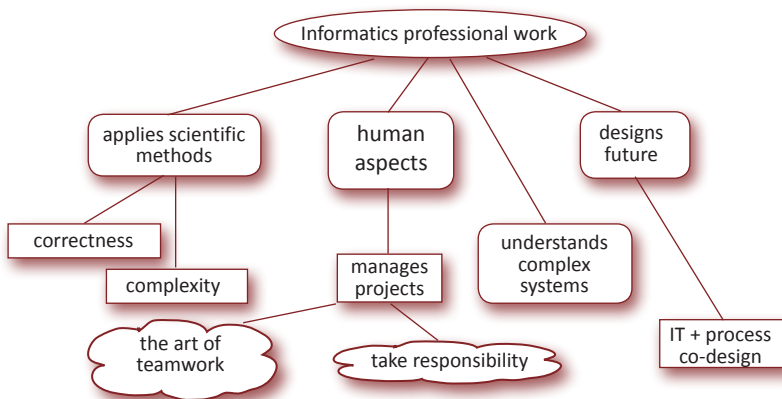 Informatics professional work
applies scientific
methods
human
aspects
designs
future
correctness
complexity
manages
projects
understands
complex
systems
the art of
teamwork
take responsibility
IT + process
co-design